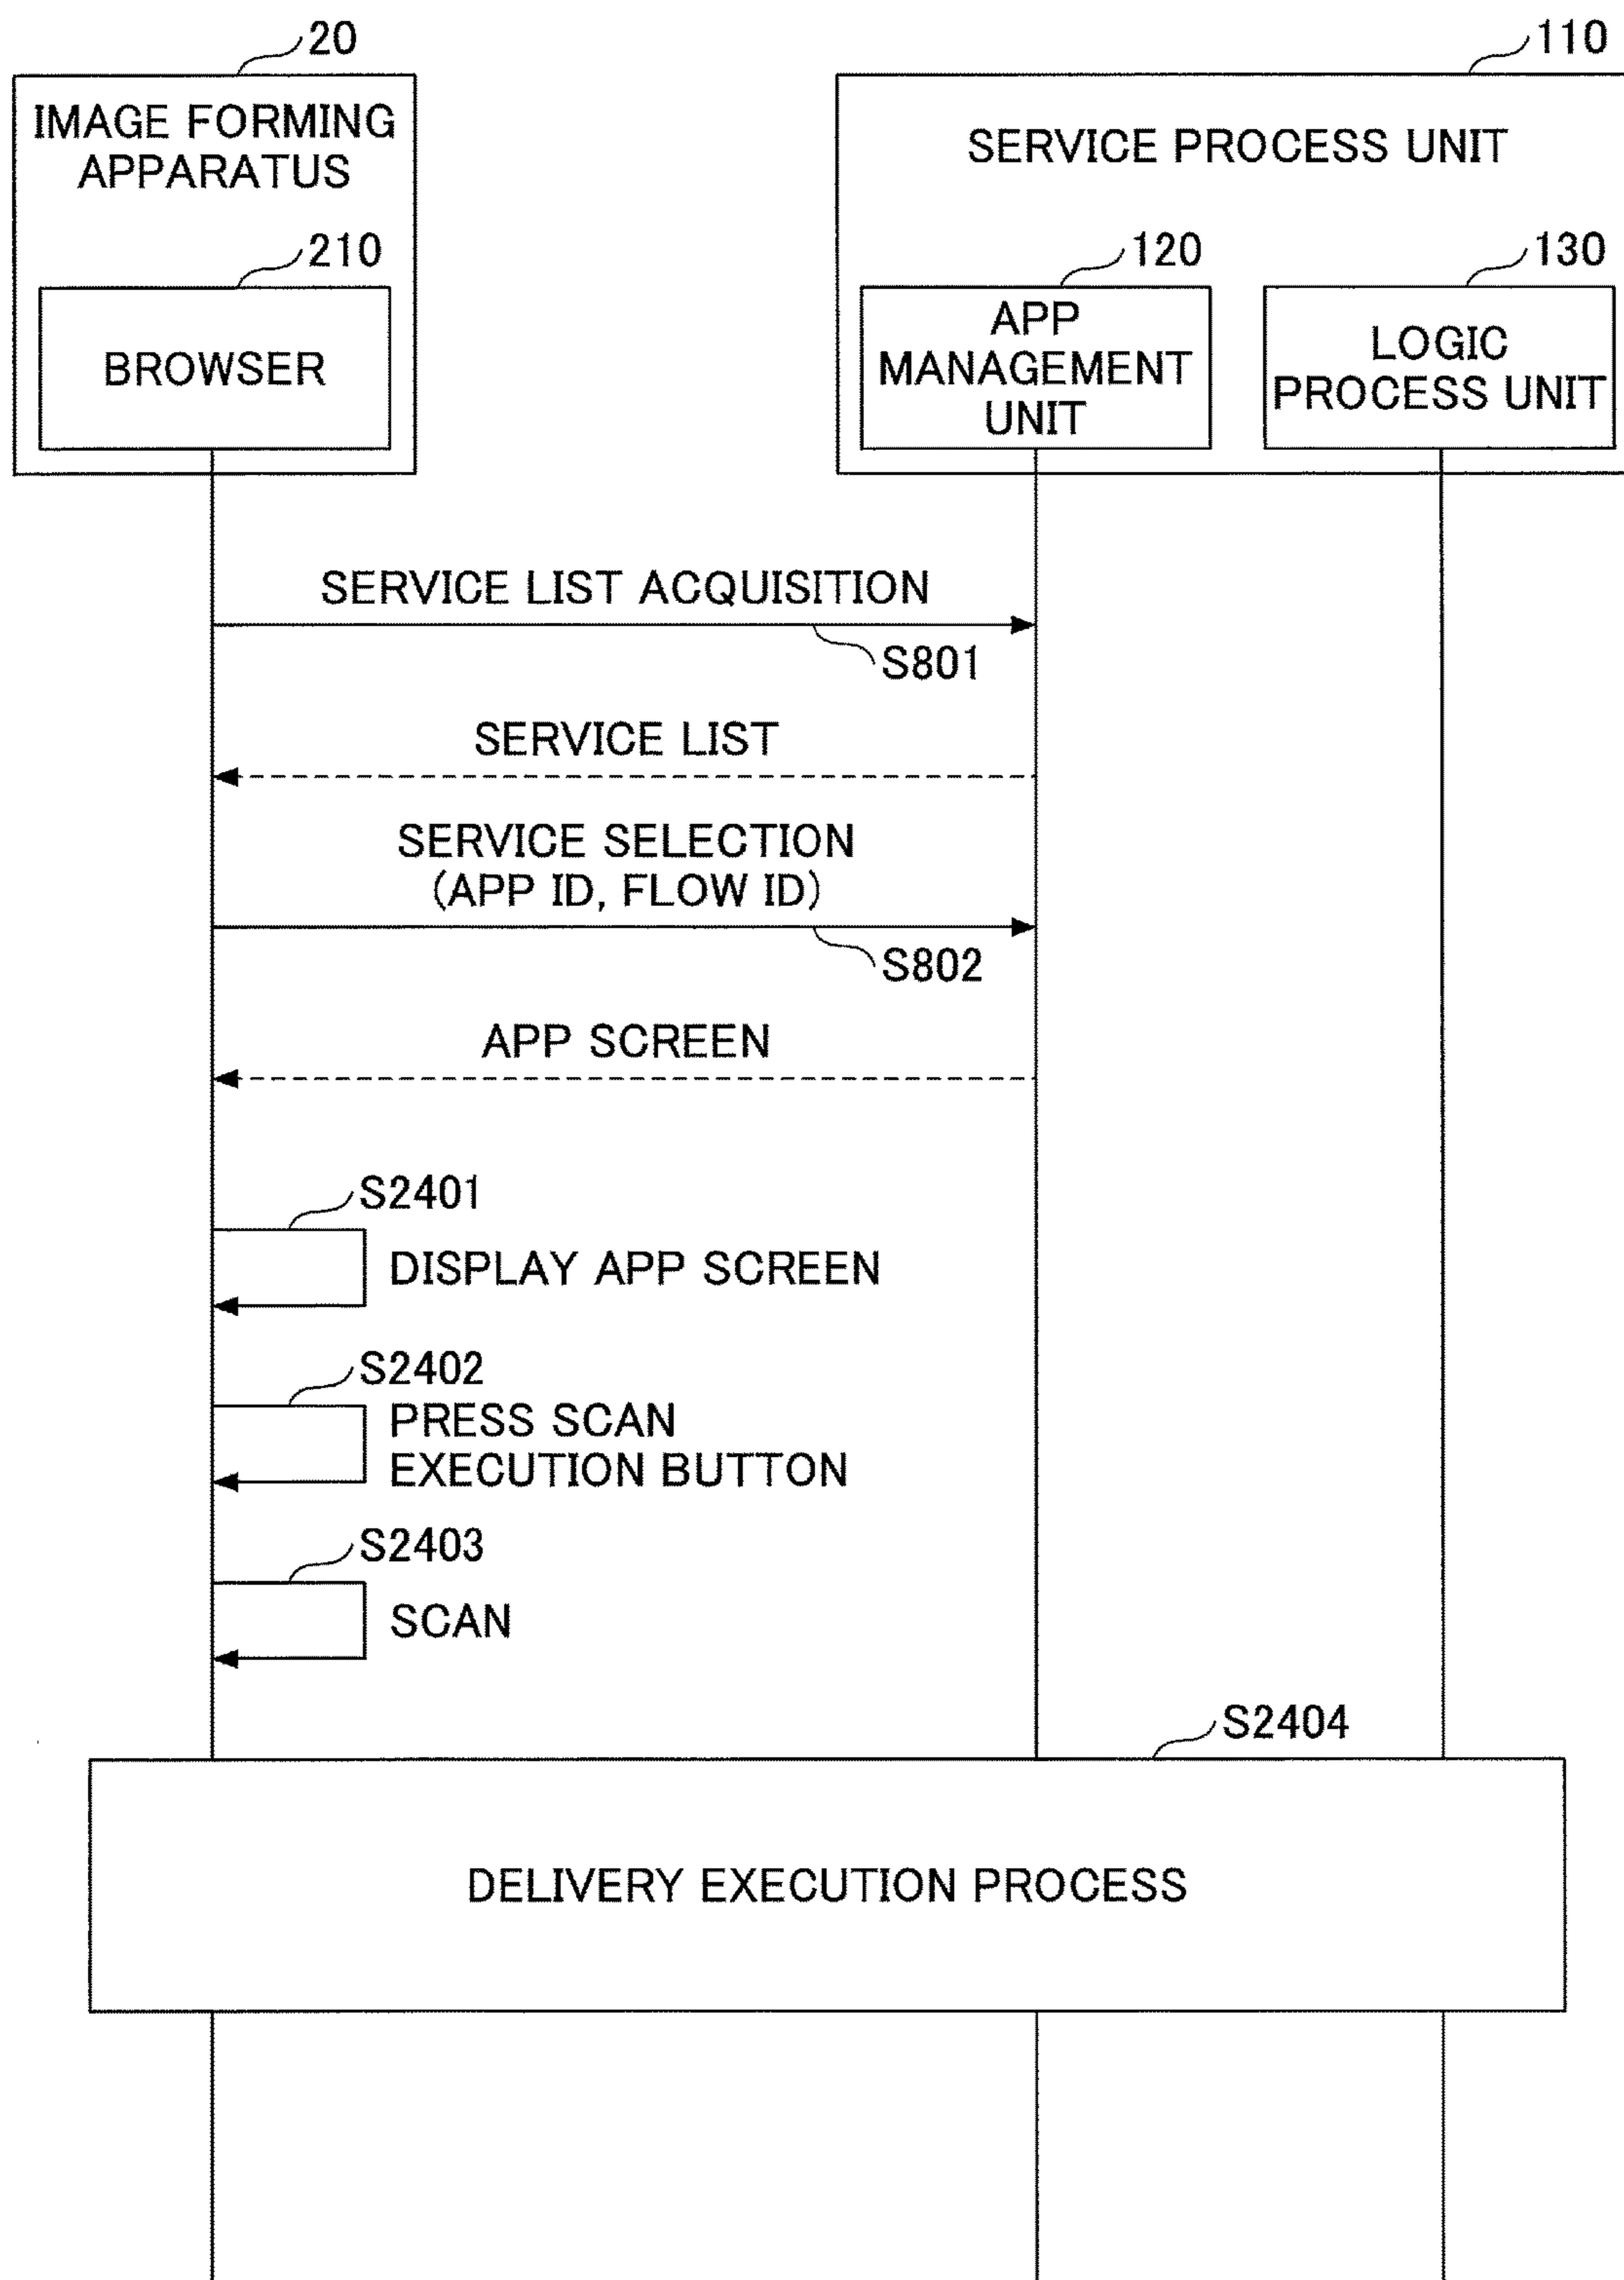 20
110
IMAGE FORMING
APPARATUS
SERVICE PROCESS UNIT
210
120
130
BROWSER
APP
MANAGEMENT
UNIT
LOGIC
PROCESS UNIT
SERVICE LIST ACQUISITION
S801
SERVICE LIST
SERVICE SELECTION
(APP ID, FLOW ID)
S802
APP SCREEN
S2401
DISPLAY APP SCREEN
S2402
PRESS SCAN
EXECUTION BUTTON
S2403
SCAN
S2404
DELIVERY EXECUTION PROCESS